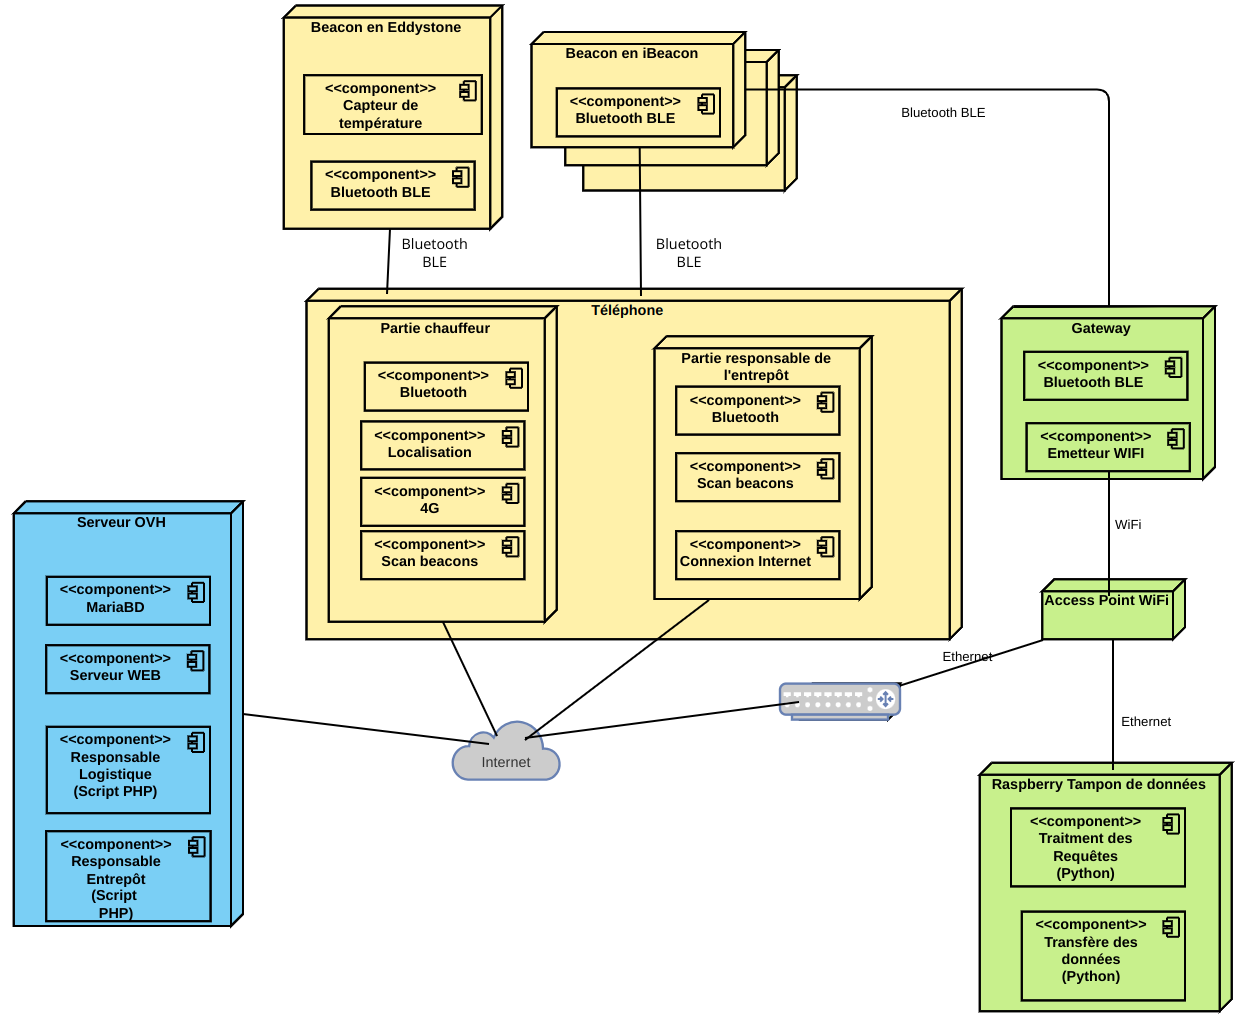 Beacon en Eddystone
<<component>>
Capteur de
température
<<component>>
Bluetooth BLE
Beacon en iBeacon
<<component>>
Bluetooth BLE
Bluetooth BLE
Bluetooth
BLE
Bluetooth
BLE
Téléphone
Partie chauffeur
<<component>>
Bluetooth
<<component>>
Localisation
<<component>>
4G
<<component>>
Scan beacons
Partie responsable de
l'entrepôt
<<component>>
Bluetooth
<<component>>
Scan beacons
<<component>>
Connexion Internet
Gateway
<<component>>
Bluetooth BLE
<<component>>
Emetteur WIFI
WiFi
Access Point WiFi
Ethernet
Ethernet
Serveur OVH
<<component>>
MariaBD
<<component>>
Serveur WEB
<<component>>
Responsable
Logistique
(Script PHP)
<<component>>
Responsable
Entrepôt
(Script
PHP)
Internet
Raspberry Tampon de données
<<component>>
Traitment des
Requêtes
(Python)
<<component>>
Transfère des
données
(Python)